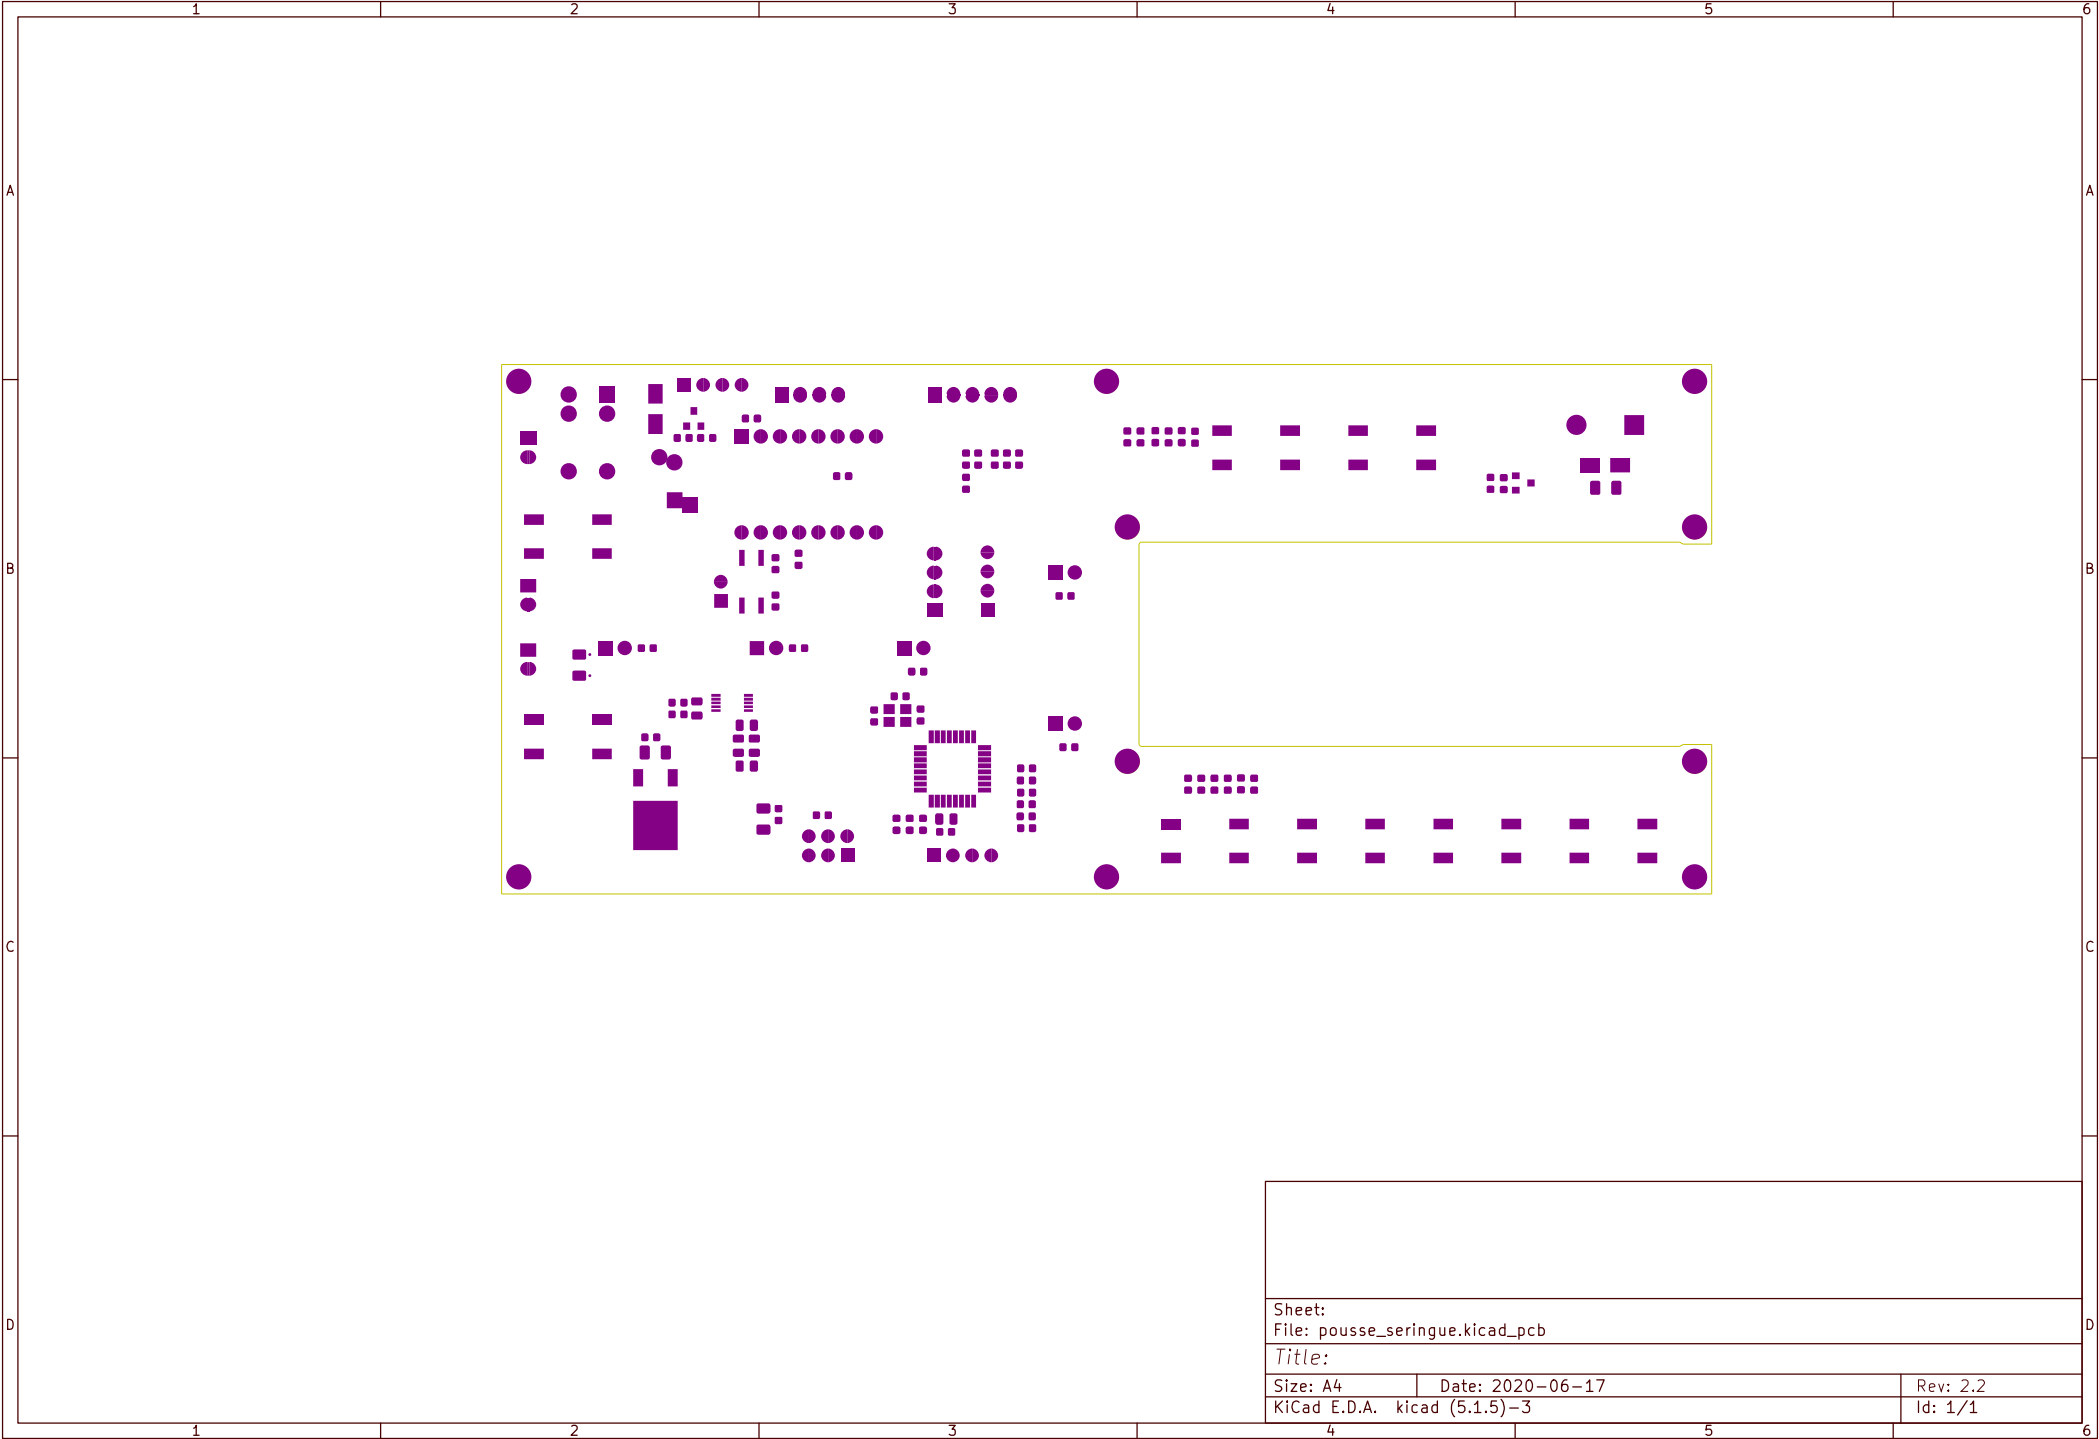 1 2 3 4 5 6
A A
B B
C C
D D
Sheet:
File: pousse_seringue.kicad_pcb
Title:
Size: A4 Date: 2020-06-17 Rev: 2.2
KiCad E.D.A. kicad (5.1.5)-3 Id: 1/1
1 2 3 4 5 6